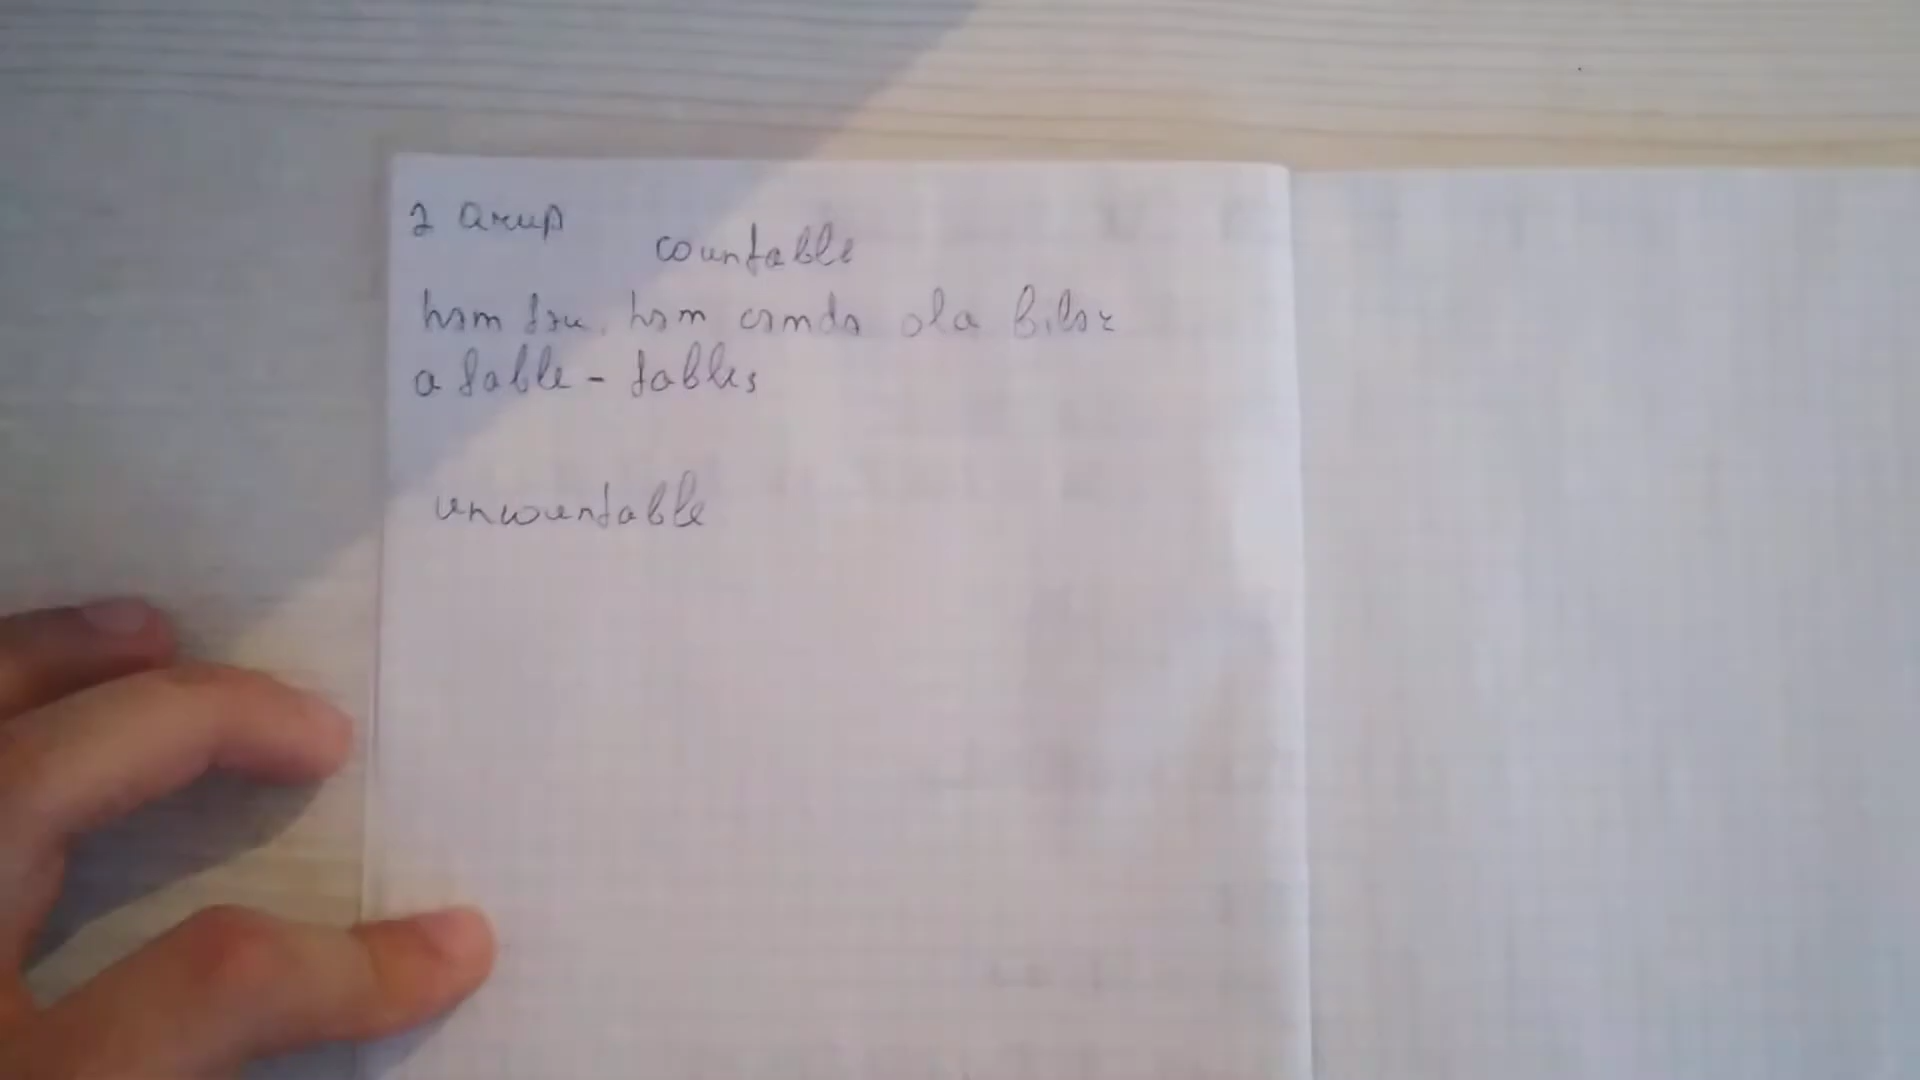 2 qrup
countable
həm tək, həm cəmdə ola bilər
a table - tables
uncountable